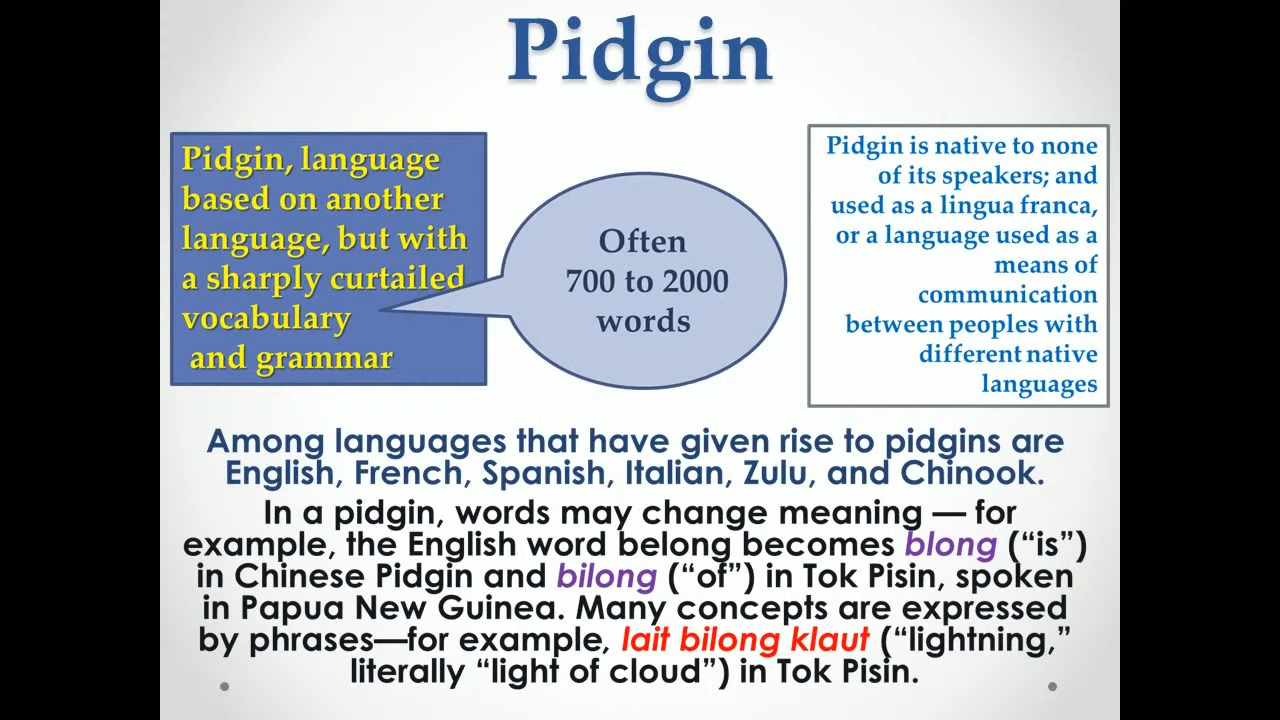 Pidgin
Pidgin, language
based on another
language, but with
a sharply curtailed
vocabulary
and grammar
Often
700 to 2000
words
Pidgin is native to none
of its speakers; and
used as a lingua franca,
or a language used as a
means of
communication
between peoples with
different native
languages
Among languages that have given rise to pidgins are
English, French, Spanish, Italian, Zulu, and Chinook.
In a pidgin, words may change meaning — for
example, the English word belong becomes blong (“is”)
in Chinese Pidgin and bilong (“of”) in Tok Pisin, spoken
in Papua New Guinea. Many concepts are expressed
by phrases—for example, lait bilong klaut (“lightning,”
literally “light of cloud”) in Tok Pisin.